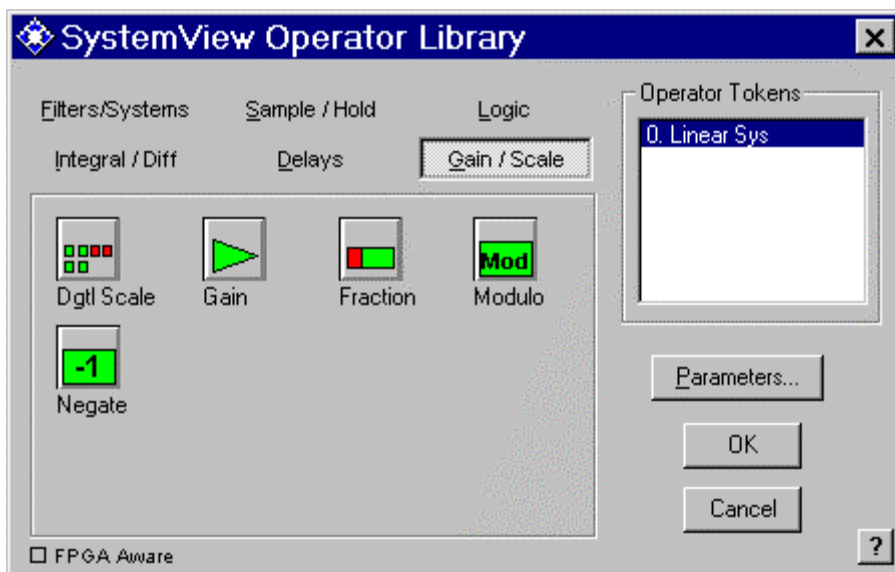 SystemView Operator Library
Filters/Systems
Sample / Hold
Logic
Integral / Diff
Delays
Gain / Scale
Operator Tokens
0. Linear Sys
Dgtl Scale
Gain
Fraction
Mod
Modulo
-1
Negate
Parameters...
OK
Cancel
FPGA Aware
?